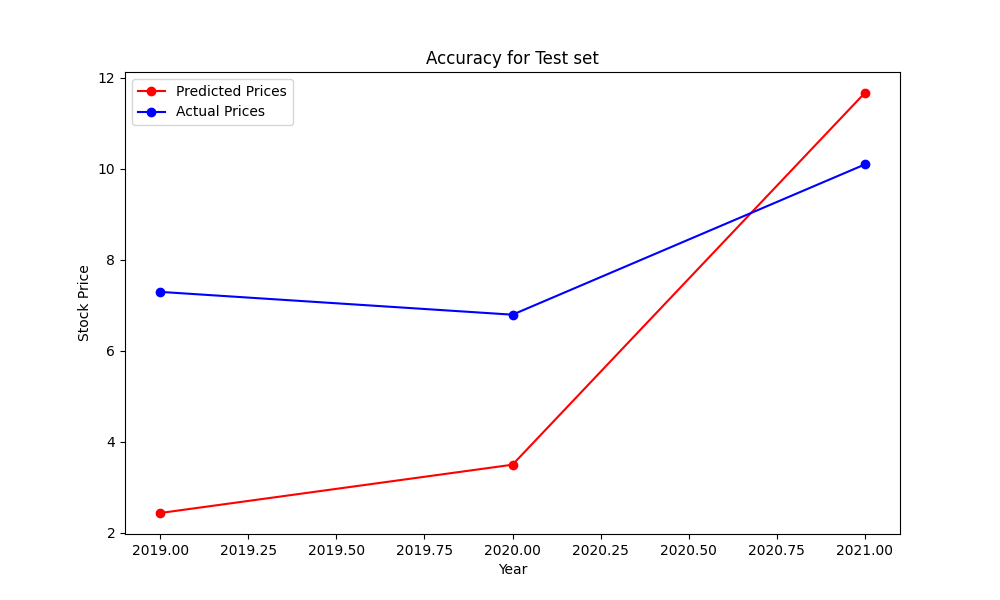 Accuracy for Test set
Predicted Prices
Actual Prices
12
10
8
6
4
2
Stock Price
2019.00 2019.25 2019.50 2019.75 2020.00 2020.25 2020.50 2020.75 2021.00
Year